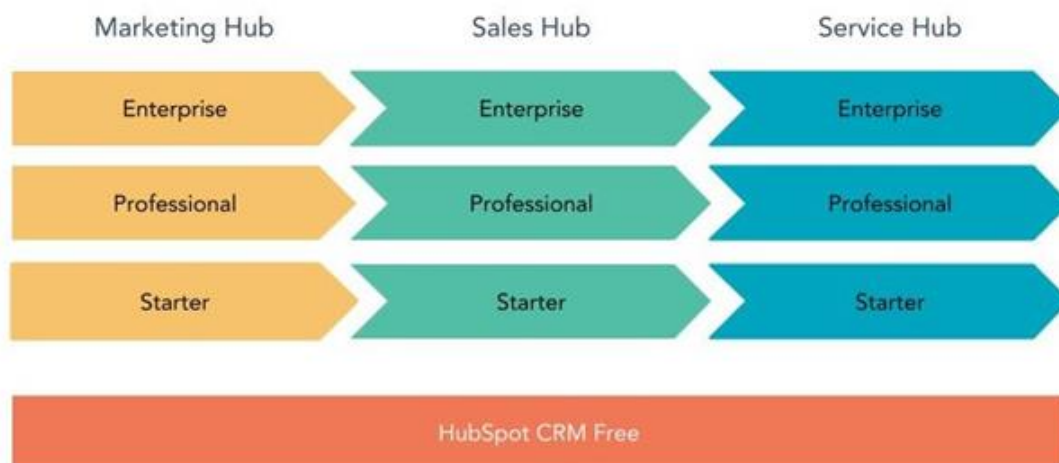 Marketing Hub Sales Hub Service Hub
Enterprise Enterprise Enterprise
Professional Professional Professional
Starter Starter Starter
HubSpot CRM Free